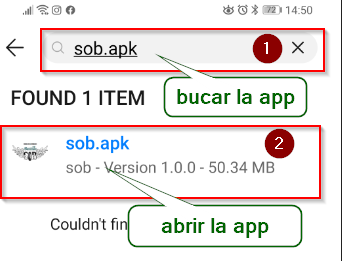 72 14:50
sob.apk 1
FOUND 1 ITEM bucar la app
sob.apk 2
sob - Version 1.0.0 - 50.34 MB
Couldn't fin abrir la app